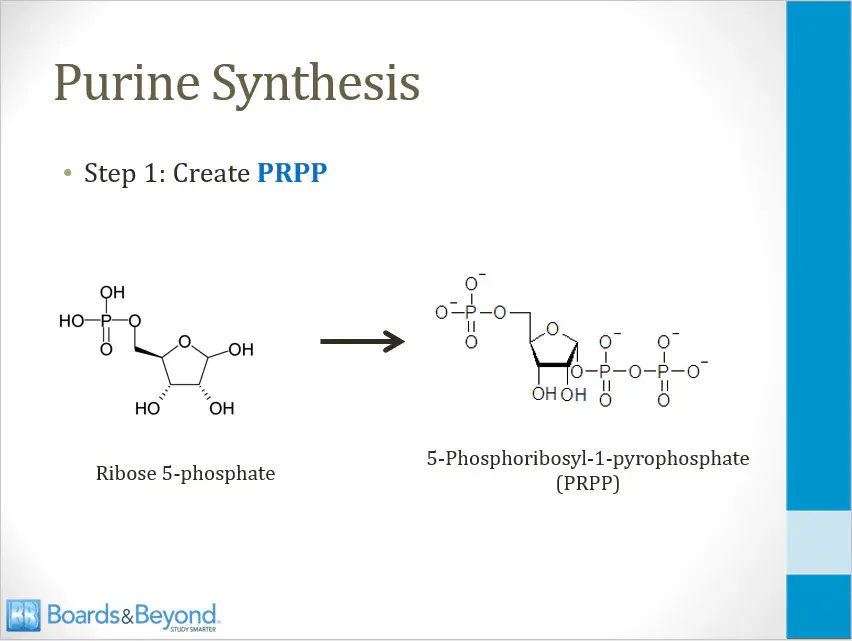 Purine Synthesis
• Step 1: Create PRPP
OH
HO—P—O
O
O
OH
HO
OH
Ribose 5-phosphate
O⁻
O⁻—P—O
O
O
O—P—O—P—O⁻
O⁻
O⁻
OH OH
O
O
5-Phosphoribosyl-1-pyrophosphate
(PRPP)
BB Boards&Beyond.
STUDY SMARTER